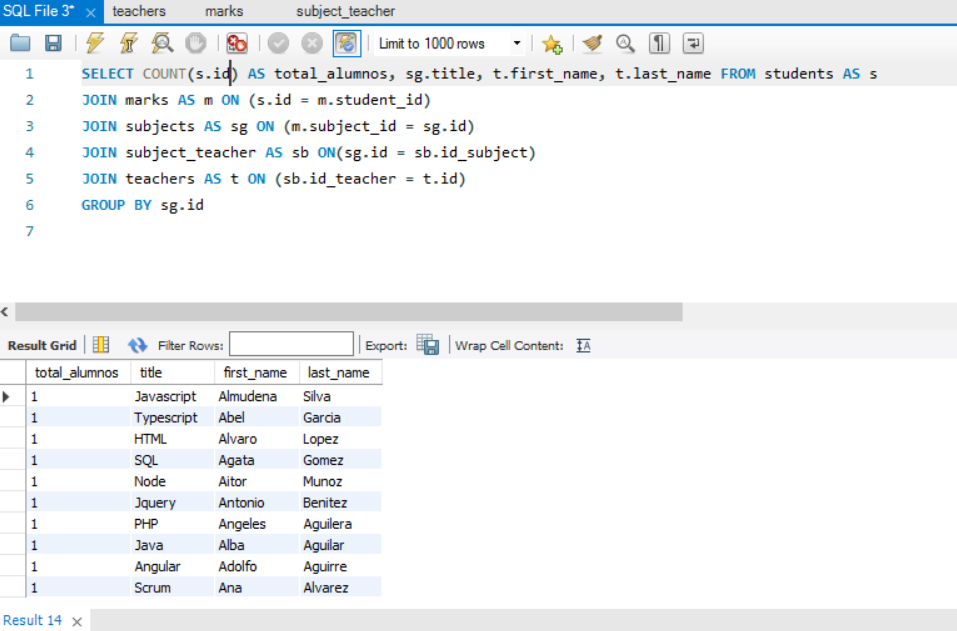 SQL File 3* × teachers marks subject_teacher
Limit to 1000 rows
1 SELECT COUNT(s.id) AS total_alumnos, sg.title, t.first_name, t.last_name FROM students AS s
2 JOIN marks AS m ON (s.id = m.student_id)
3 JOIN subjects AS sg ON (m.subject_id = sg.id)
4 JOIN subject_teacher AS sb ON(sg.id = sb.id_subject)
5 JOIN teachers AS t ON (sb.id_teacher = t.id)
6 GROUP BY sg.id
7
Result Grid Filter Rows: Export: Wrap Cell Content: IA
total_alumnos title first_name last_name
1 Javascript Almudena Silva
1 Typescript Abel Garcia
1 HTML Alvaro Lopez
1 SQL Agata Gomez
1 Node Aitor Munoz
1 Jquery Antonio Benitez
1 PHP Angeles Aguilera
1 Java Alba Aguilar
1 Angular Adolfo Aguirre
1 Scrum Ana Alvarez
Result 14 ×